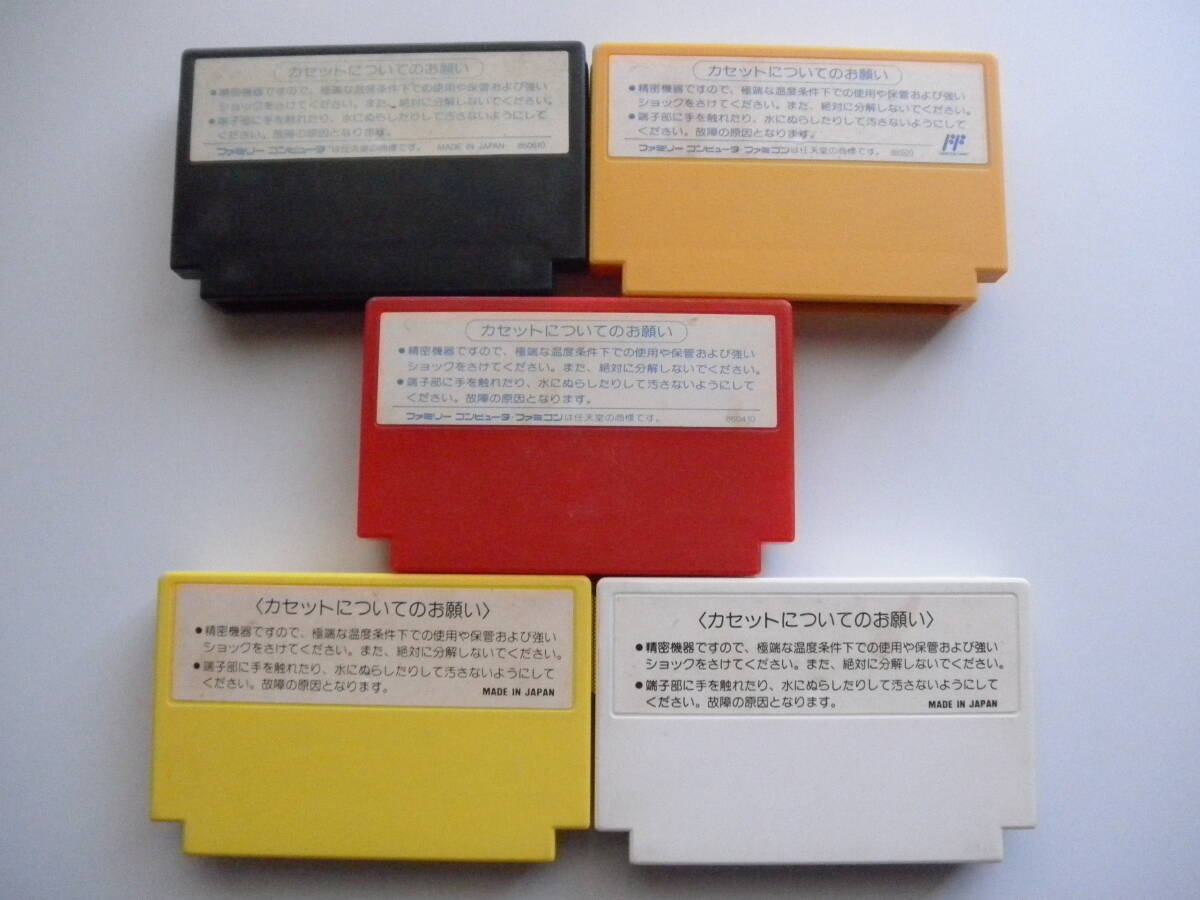 カセットについてのお願い
●精密機器ですので、極端な温度条件下での使用や保管および強い
ショックをさけてください。また、絶対に分解しないでください。
●端子部に手を触れたり、水にぬらしたりして汚さないようにして
ください。故障の原因となります。
ファミリー コンピュータは任天堂の商標です。 MADE IN JAPAN 860610
カセットについてのお願い
●精密機器ですので、極端な温度条件下での使用や保管および強い
ショックをさけてください。また、絶対に分解しないでください。
●端子部に手を触れたり、水にぬらしたりして汚さないようにして
ください。故障の原因となります。
ファミリー コンピュータ ファミコンは任天堂の商標です。
カセットについてのお願い
●精密機器ですので、極端な温度条件下での使用や保管および強い
ショックをさけてください。また、絶対に分解しないでください。
●端子部に手を触れたり、水にぬらしたりして汚さないようにして
ください。故障の原因となります。
ファミリー コンピュータ・ファミコンは任天堂の商標です。 860410
〈カセットについてのお願い〉
●精密機器ですので、極端な温度条件下での使用や保管および強い
ショックをさけてください。また、絶対に分解しないでください。
●端子部に手を触れたり、水にぬらしたりして汚さないようにして
ください。故障の原因となります。 MADE IN JAPAN
〈カセットについてのお願い〉
●精密機器ですので、極端な温度条件下での使用や保管および強い
ショックをさけてください。また、絶対に分解しないでください。
●端子部に手を触れたり、水にぬらしたりして汚さないようにして
ください。故障の原因となります。 MADE IN JAPAN